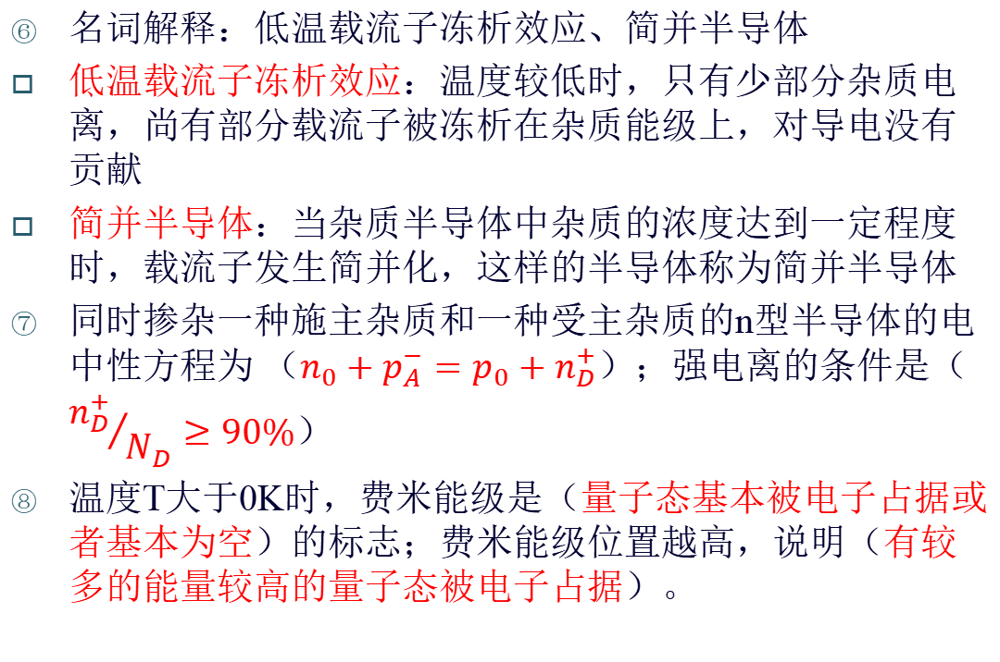 ⑥ 名词解释：低温载流子冻析效应、简并半导体
低温载流子冻析效应：温度较低时，只有少部分杂质电
离，尚有部分载流子被冻析在杂质能级上，对导电没有
贡献
简并半导体：当杂质半导体中杂质的浓度达到一定程度
时，载流子发生简并化，这样的半导体称为简并半导体
⑦ 同时掺杂一种施主杂质和一种受主杂质的n型半导体的电
中性方程为 （n₀ + p_A^− = p₀ + n_D^+）；强电离的条件是（
n_D^+/N_D ≥ 90%）
⑧ 温度T大于0K时，费米能级是（量子态基本被电子占据或
者基本为空）的标志；费米能级位置越高，说明（有较
多的能量较高的量子态被电子占据）。